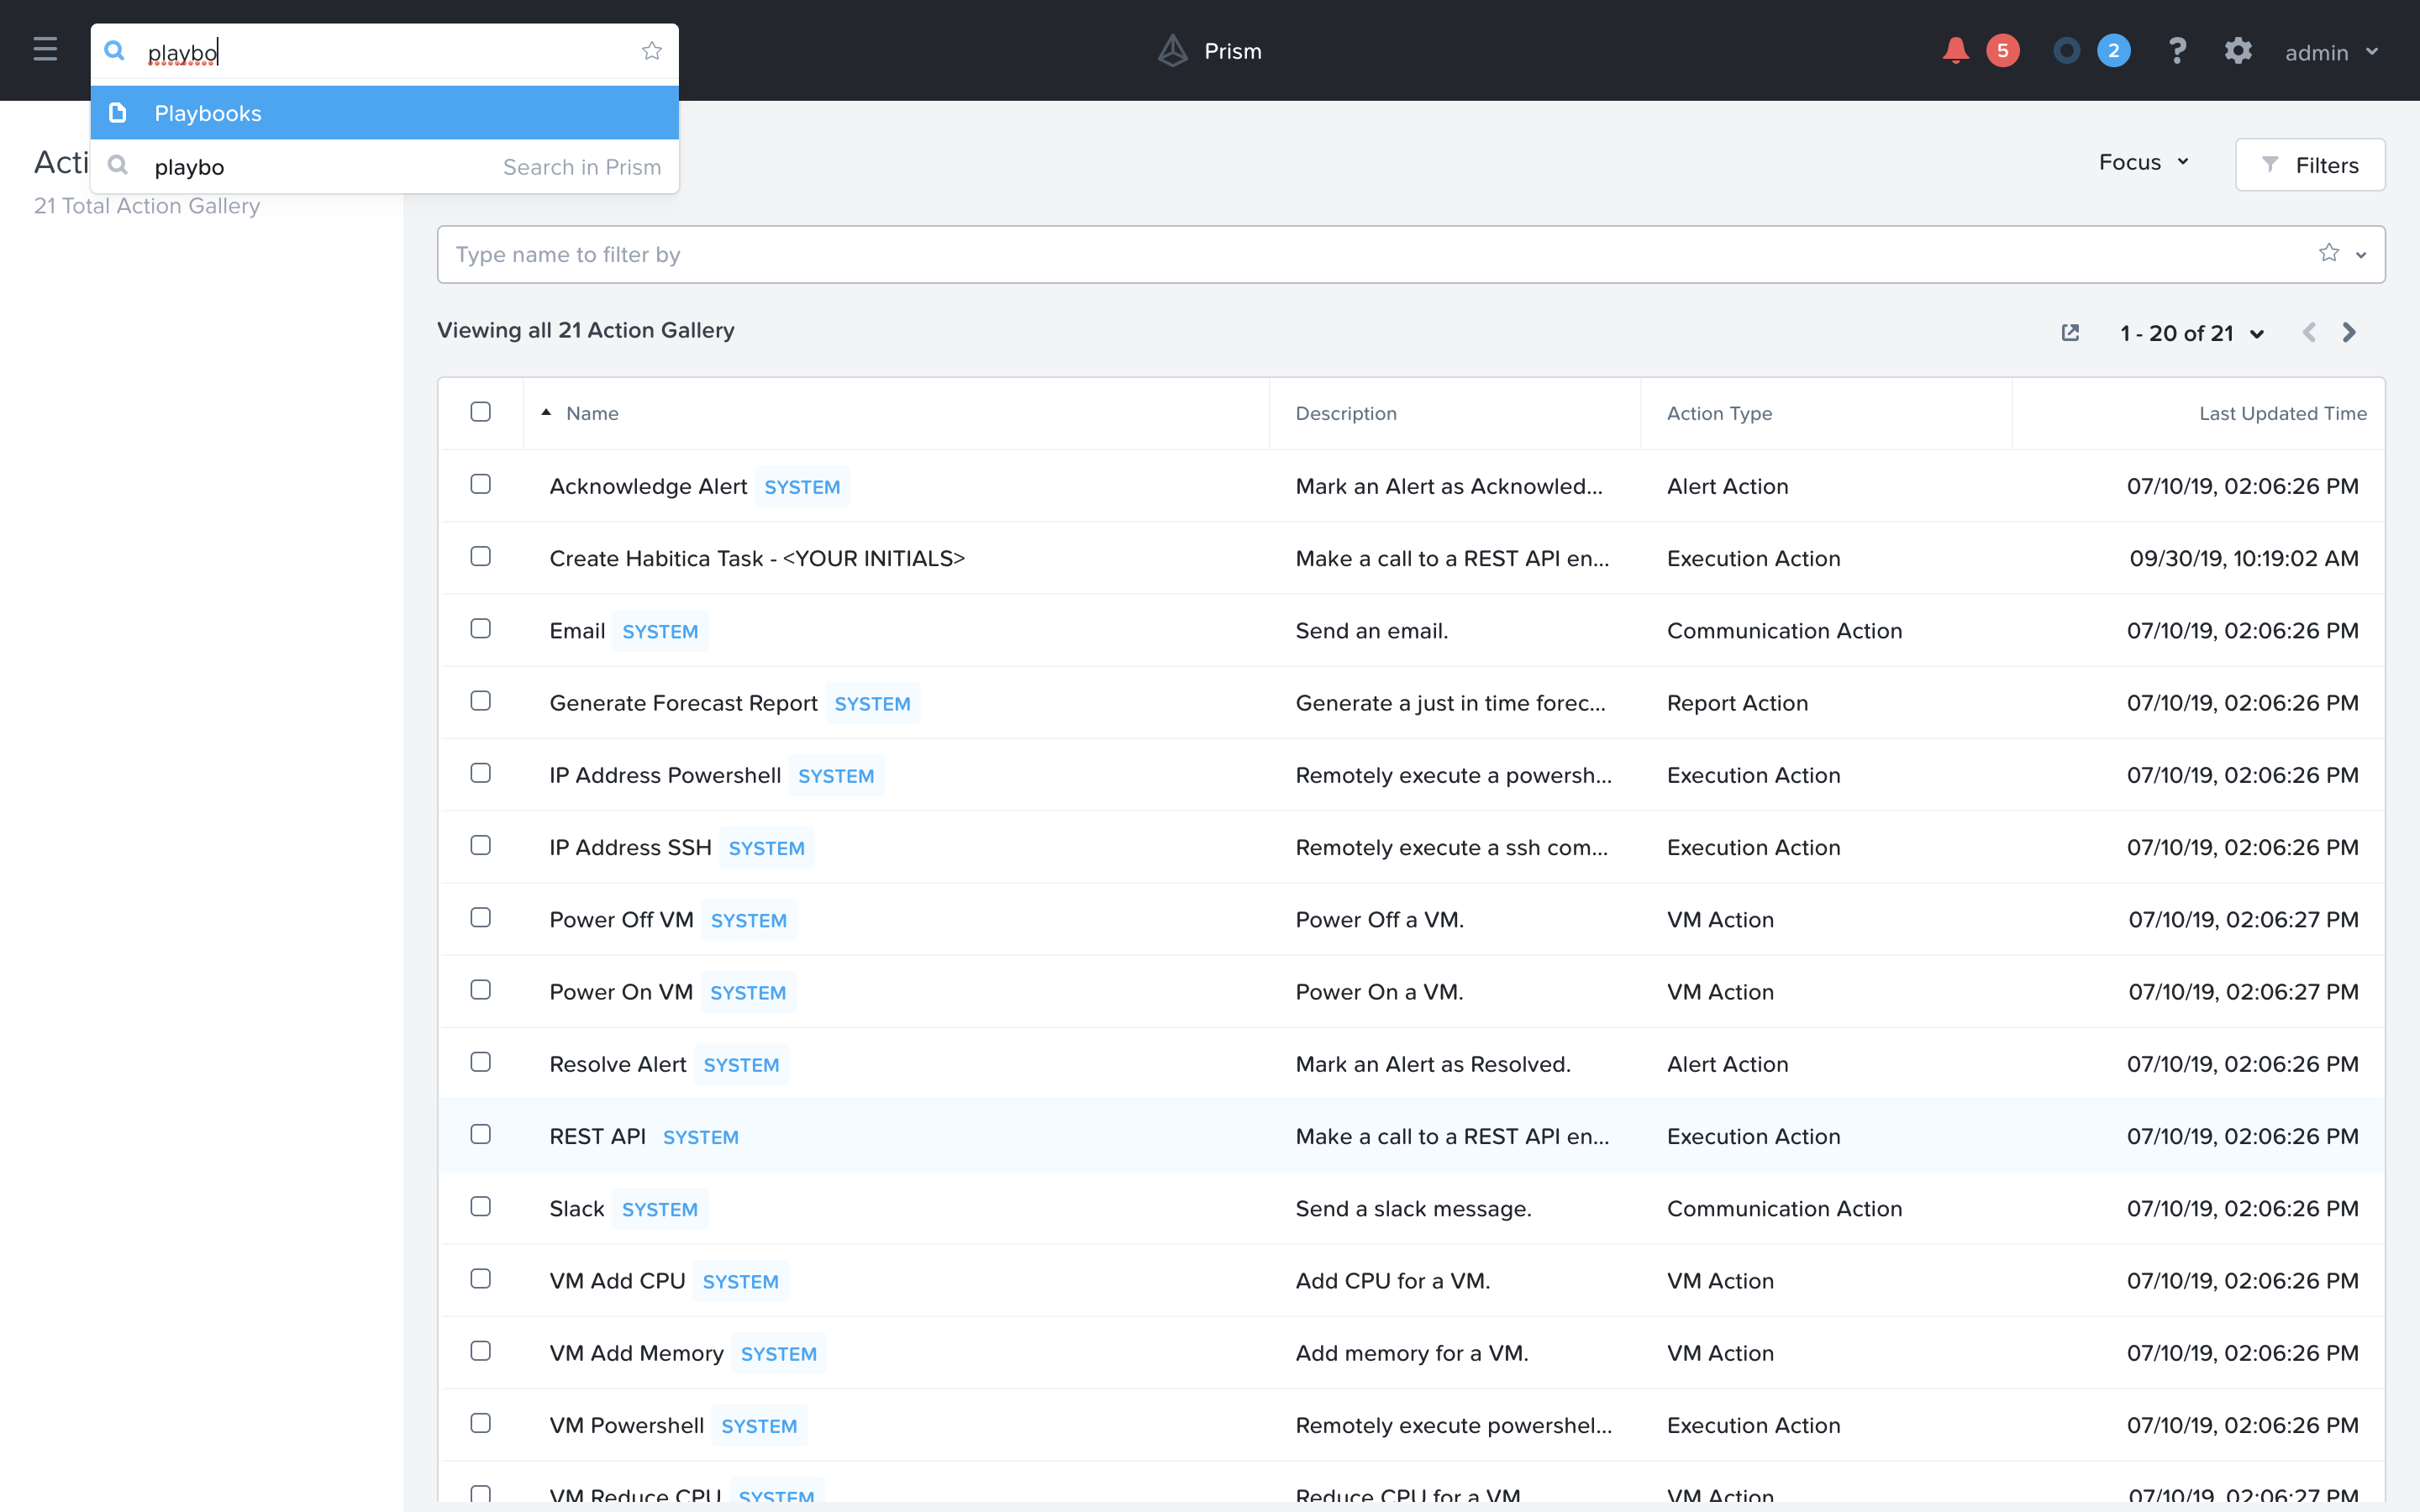 playbo
Prism
5
2
?
admin
Playbooks
playbo Search in Prism
Acti
21 Total Action Gallery
Focus
Filters
Type name to filter by
Viewing all 21 Action Gallery
1 - 20 of 21
Name Description Action Type Last Updated Time
Acknowledge Alert SYSTEM Mark an Alert as Acknowled... Alert Action 07/10/19, 02:06:26 PM
Create Habitica Task - <YOUR INITIALS> Make a call to a REST API en... Execution Action 09/30/19, 10:19:02 AM
Email SYSTEM Send an email. Communication Action 07/10/19, 02:06:26 PM
Generate Forecast Report SYSTEM Generate a just in time forec... Report Action 07/10/19, 02:06:26 PM
IP Address Powershell SYSTEM Remotely execute a powersh... Execution Action 07/10/19, 02:06:26 PM
IP Address SSH SYSTEM Remotely execute a ssh com... Execution Action 07/10/19, 02:06:26 PM
Power Off VM SYSTEM Power Off a VM. VM Action 07/10/19, 02:06:27 PM
Power On VM SYSTEM Power On a VM. VM Action 07/10/19, 02:06:27 PM
Resolve Alert SYSTEM Mark an Alert as Resolved. Alert Action 07/10/19, 02:06:26 PM
REST API SYSTEM Make a call to a REST API en... Execution Action 07/10/19, 02:06:26 PM
Slack SYSTEM Send a slack message. Communication Action 07/10/19, 02:06:26 PM
VM Add CPU SYSTEM Add CPU for a VM. VM Action 07/10/19, 02:06:26 PM
VM Add Memory SYSTEM Add memory for a VM. VM Action 07/10/19, 02:06:26 PM
VM Powershell SYSTEM Remotely execute powershel... Execution Action 07/10/19, 02:06:26 PM
VM Reduce CPU SYSTEM Reduce CPU for a VM. VM Action 07/10/19, 02:06:27 PM